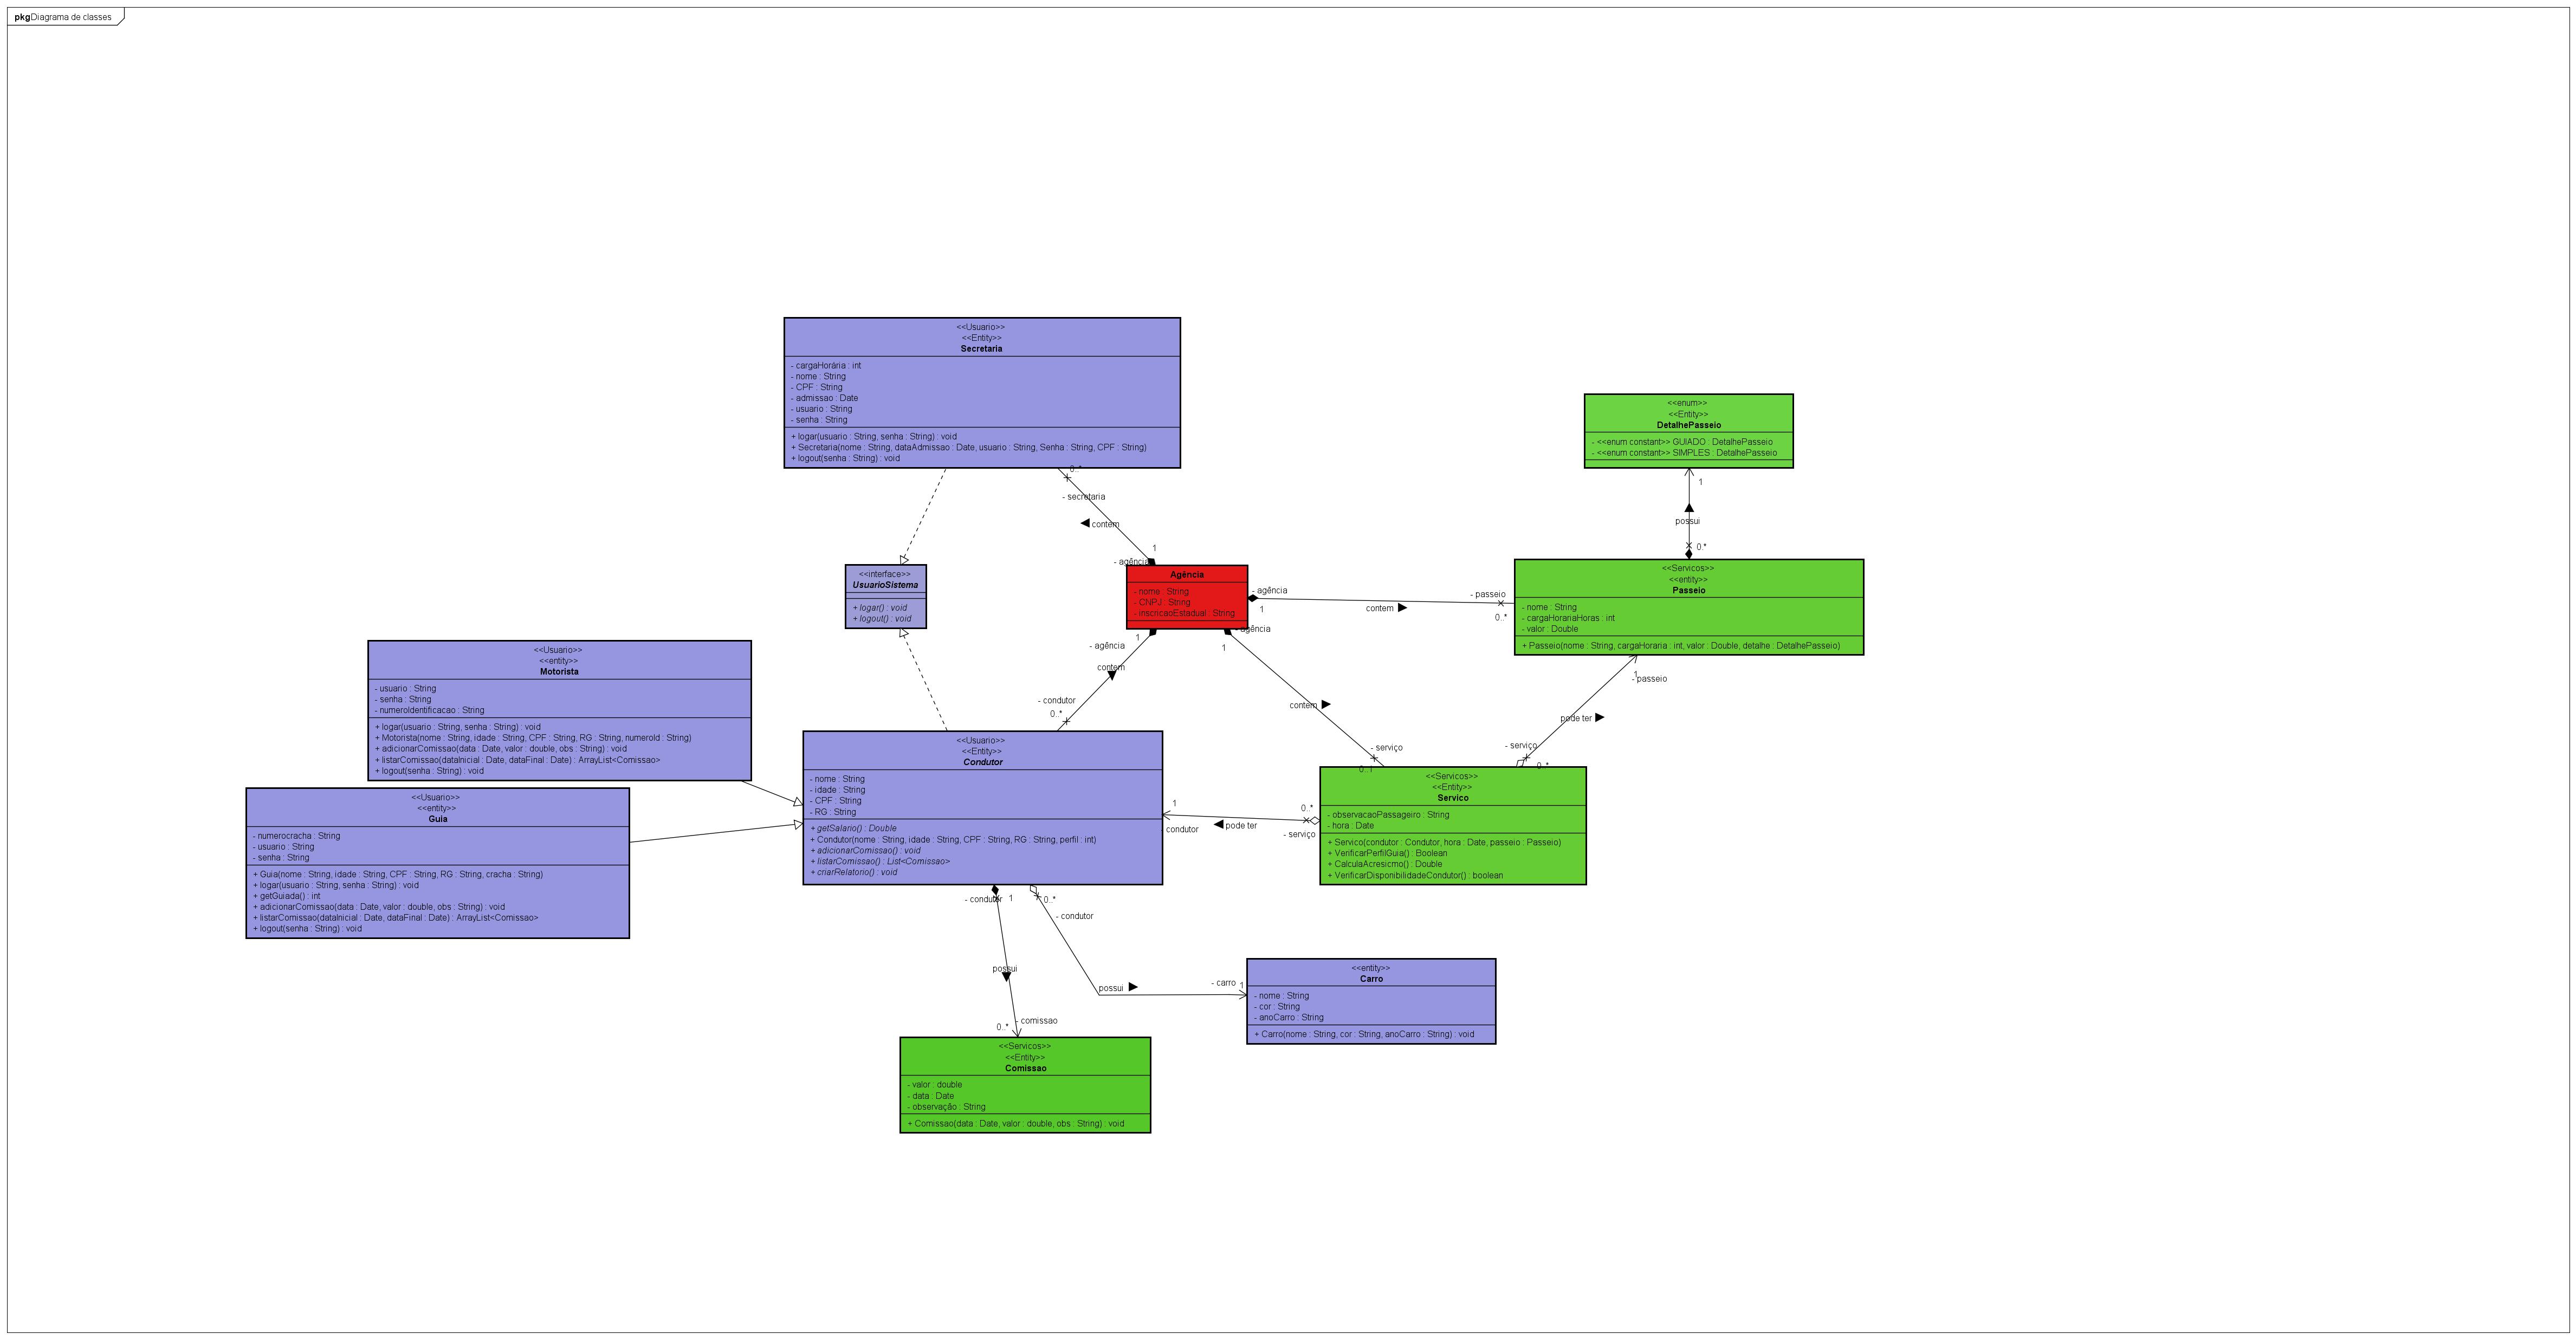 pkg Diagrama de classes
<<Usuario>>
<<Entity>>
Secretaria
- cargaHorária : int
- nome : String
- CPF : String
- admissao : Date
- usuario : String
- senha : String
+ logar(usuario : String, senha : String) : void
+ Secretaria(nome : String, dataAdmissao : Date, usuario : String, Senha : String, CPF : String)
+ logout(senha : String) : void
0..*
- secretaria
contem
1
- agência
<<enum>>
<<Entity>>
DetalhePasseio
- <<enum constant>> GUIADO : DetalhePasseio
- <<enum constant>> SIMPLES : DetalhePasseio
1
possui
0..*
<<interface>>
UsuarioSistema
+ logar() : void
+ logout() : void
Agência
- nome : String
- CNPJ : String
- inscricaoEstadual : String
- agência
1
contem
- passeio
0..*
<<Servicos>>
<<entity>>
Passeio
- nome : String
- cargaHorariaHoras : int
- valor : Double
+ Passeio(nome : String, cargaHoraria : int, valor : Double, detalhe : DetalhePasseio)
1
- agência
contem
- condutor
0..*
- agência
1
contem
- serviço
0..1
1
- passeio
pode ter
- serviço
0..*
<<Usuario>>
<<entity>>
Motorista
- usuario : String
- senha : String
- numeroIdentificacao : String
+ logar(usuario : String, senha : String) : void
+ Motorista(nome : String, idade : String, CPF : String, RG : String, numeroId : String)
+ adicionarComissao(data : Date, valor : double, obs : String) : void
+ listarComissao(dataInicial : Date, dataFinal : Date) : ArrayList<Comissao>
+ logout(senha : String) : void
<<Usuario>>
<<entity>>
Guia
- numerocracha : String
- usuario : String
- senha : String
+ Guia(nome : String, idade : String, CPF : String, RG : String, cracha : String)
+ logar(usuario : String, senha : String) : void
+ getGuiada() : int
+ adicionarComissao(data : Date, valor : double, obs : String) : void
+ listarComissao(dataInicial : Date, dataFinal : Date) : ArrayList<Comissao>
+ logout(senha : String) : void
<<Usuario>>
<<Entity>>
Condutor
- nome : String
- idade : String
- CPF : String
- RG : String
+ getSalario() : Double
+ Condutor(nome : String, idade : String, CPF : String, RG : String, perfil : int)
+ adicionarComissao() : void
+ listarComissao() : List<Comissao>
+ criarRelatorio() : void
1
- condutor
pode ter
0..*
- serviço
<<Servicos>>
<<Entity>>
Servico
- observacaoPassageiro : String
- hora : Date
+ Servico(condutor : Condutor, hora : Date, passeio : Passeio)
+ VerificarPerfilGuia() : Boolean
+ CalculaAcresicmo() : Double
+ VerificarDisponibilidadeCondutor() : boolean
- condutor
1
possui
0..*
- comissao
0..*
- condutor
possui
- carro
1
<<entity>>
Carro
- nome : String
- cor : String
- anoCarro : String
+ Carro(nome : String, cor : String, anoCarro : String) : void
<<Servicos>>
<<Entity>>
Comissao
- valor : double
- data : Date
- observação : String
+ Comissao(data : Date, valor : double, obs : String) : void